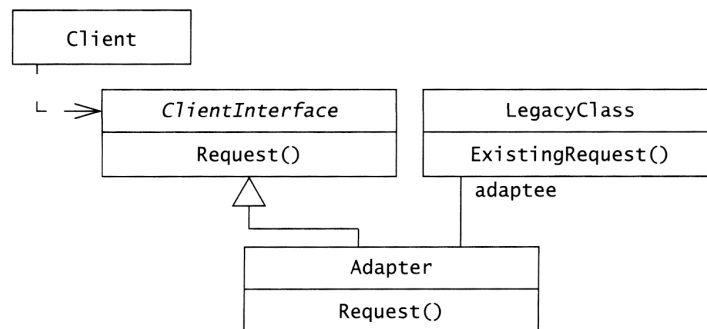 Client
ClientInterface
LegacyClass
Request()
ExistingRequest()
adaptee
Adapter
Request()